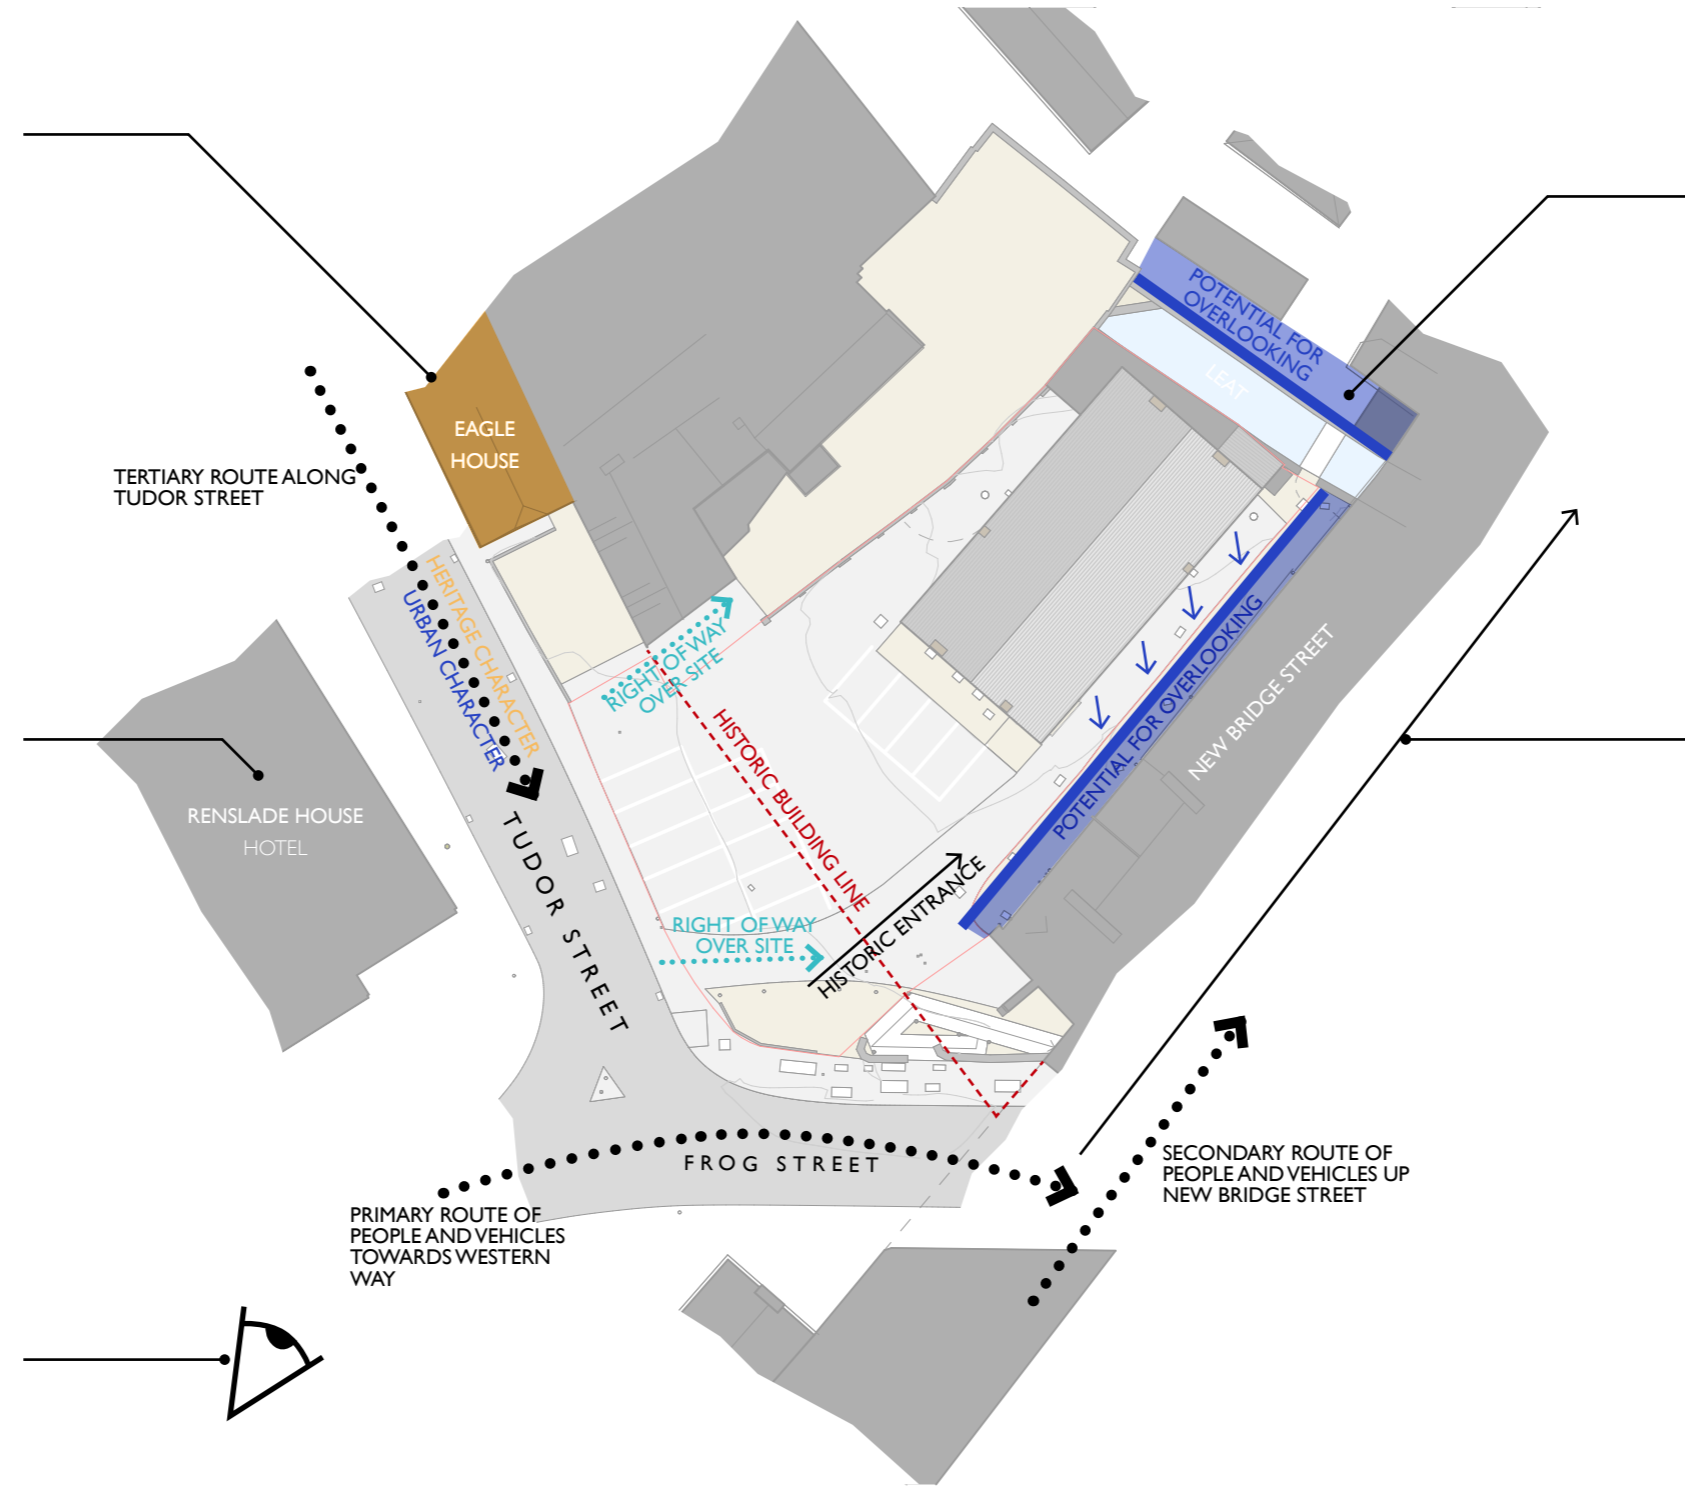 POTENTIAL FOR
OVERLOOKING
LEAT
EAGLE
HOUSE
TERTIARY ROUTE ALONG
TUDOR STREET
HERITAGE CHARACTER
URBAN CHARACTER
RIGHT OF WAY
OVER SITE
HISTORIC BUILDING LINE
POTENTIAL FOR OVERLOOKING
NEW BRIDGE STREET
RENSLADE HOUSE
HOTEL
TUDOR STREET
RIGHT OF WAY
OVER SITE
HISTORIC ENTRANCE
FROG STREET
SECONDARY ROUTE OF
PEOPLE AND VEHICLES UP
NEW BRIDGE STREET
PRIMARY ROUTE OF
PEOPLE AND VEHICLES
TOWARDS WESTERN
WAY